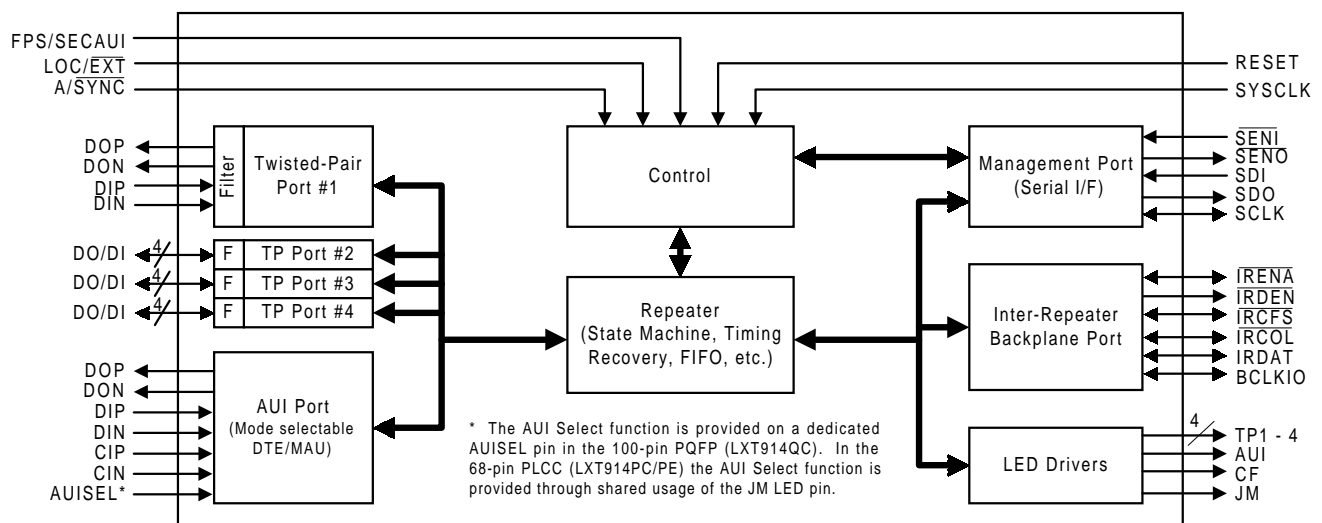 FPS/SECAUI
LOC/EXT
A/SYNC
RESET
SYSCLK
DOP
DON
DIP
DIN
Filter
Twisted-Pair
Port #1
Control
Management Port
(Serial I/F)
SENI
SENO
SDI
SDO
SCLK
DO/DI 4 F TP Port #2
DO/DI 4 F TP Port #3
DO/DI 4 F TP Port #4
Repeater
(State Machine, Timing
Recovery, FIFO, etc.)
Inter-Repeater
Backplane Port
IRENA
IRDEN
IRCFS
IRCOL
IRDAT
BCLKIO
DOP
DON
DIP
DIN
CIP
CIN
AUISEL*
AUI Port
(Mode selectable
DTE/MAU)
* The AUI Select function is provided on a dedicated
AUISEL pin in the 100-pin PQFP (LXT914QC). In the
68-pin PLCC (LXT914PC/PE) the AUI Select function is
provided through shared usage of the JM LED pin.
LED Drivers
4
TP1 - 4
AUI
CF
JM